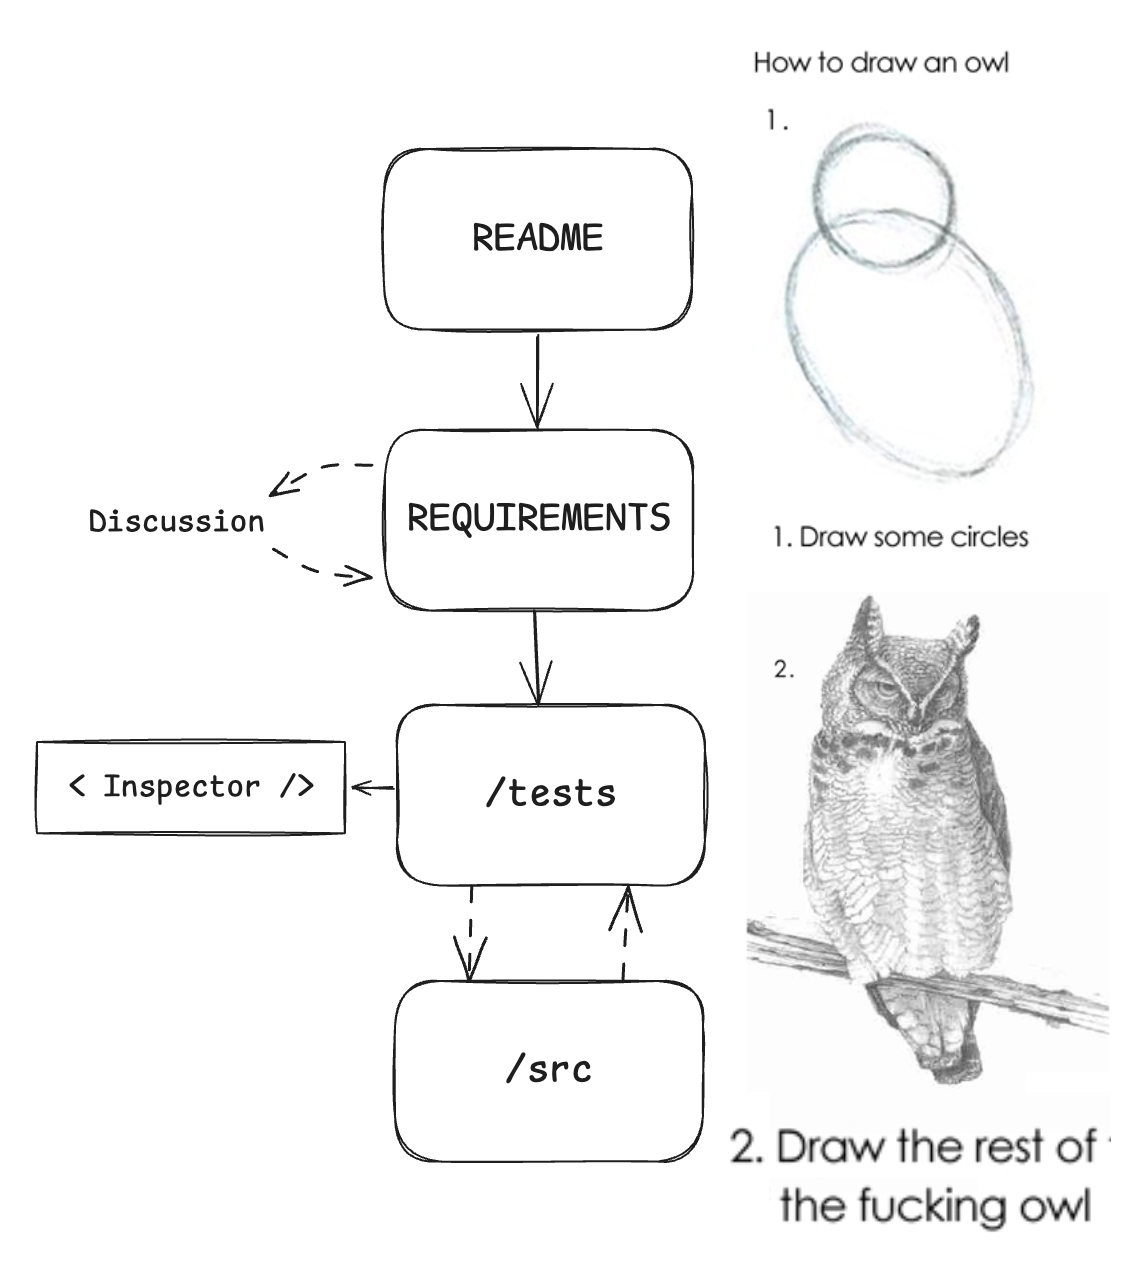 README
REQUIREMENTS
Discussion
/tests
< Inspector />
/src
How to draw an owl
1.
1. Draw some circles
2.
2. Draw the rest of
the fucking owl